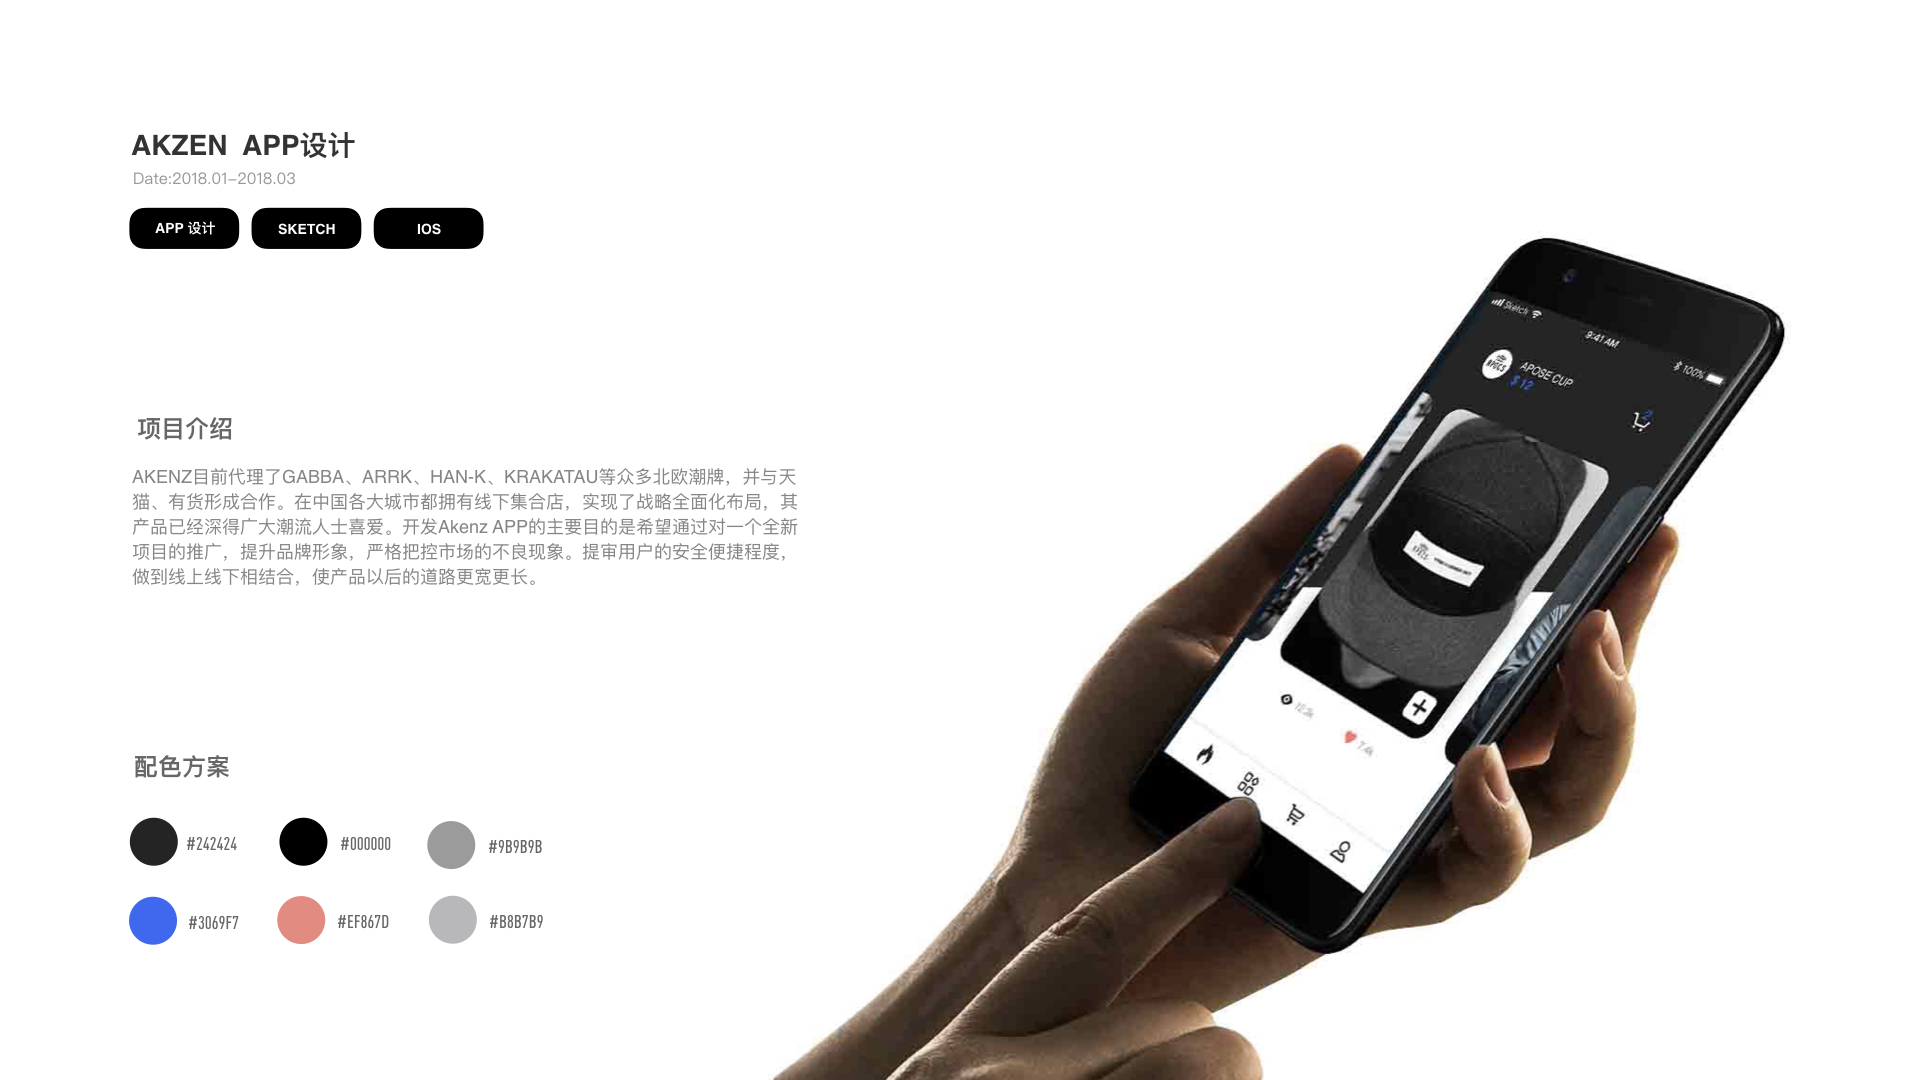 AKZEN APP设计
Date:2018.01–2018.03
APP 设计
SKETCH
IOS
项目介绍
AKENZ目前代理了GABBA、ARRK、HAN-K、KRAKATAU等众多北欧潮牌，并与天
猫、有货形成合作。在中国各大城市都拥有线下集合店，实现了战略全面化布局，其
产品已经深得广大潮流人士喜爱。开发Akenz APP的主要目的是希望通过对一个全新
项目的推广，提升品牌形象，严格把控市场的不良现象。提审用户的安全便捷程度，
做到线上线下相结合，使产品以后的道路更宽更长。
配色方案
#242424
#000000
#9B9B9B
#3069F7
#EF867D
#B8B7B9
Sketch
9:41 AM
100%
APOSE CUP
$ 12
2
12.2k
7.4k